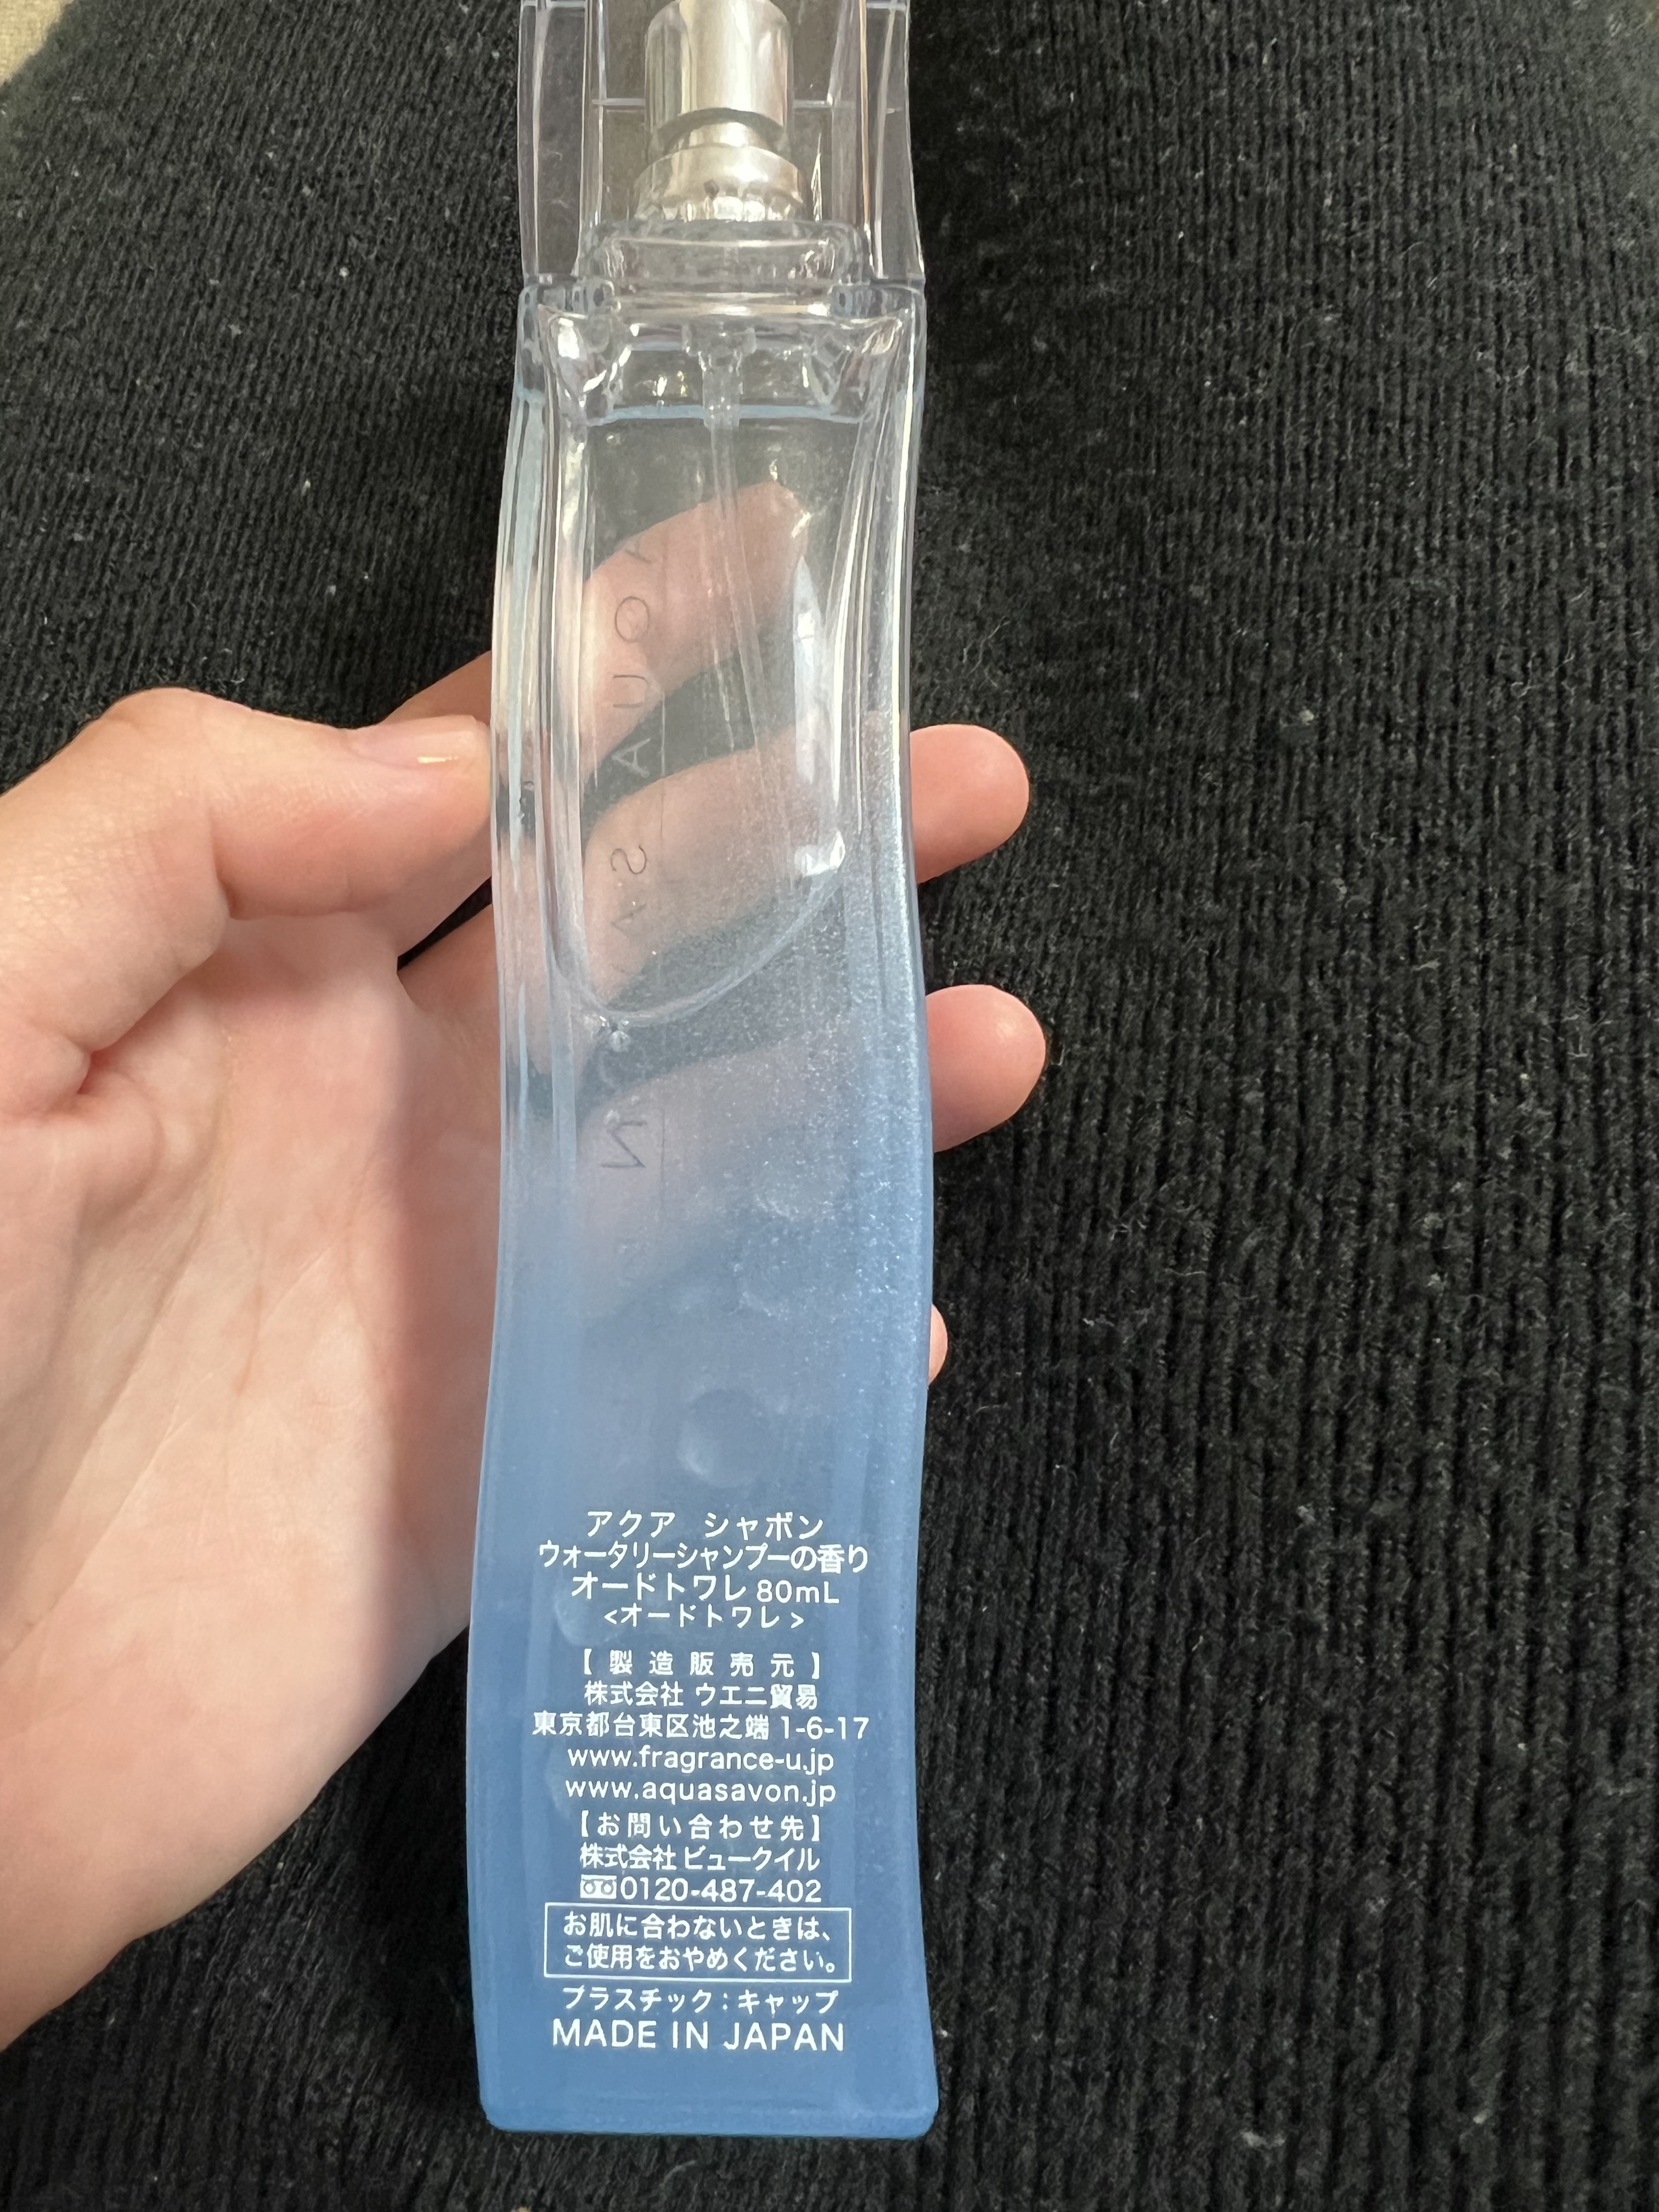 AQUA SAVON
アクア シャボン
ウォータリーシャンプーの香り
オードトワレ 80mL
<オードトワレ>
【製造販売元】
株式会社 ウエニ貿易
東京都台東区池之端 1-6-17
www.fragrance-u.jp
www.aquasavon.jp
【お問い合わせ先】
株式会社 ビュークイル
0120-487-402
お肌に合わないときは、
ご使用をおやめください。
プラスチック：キャップ
MADE IN JAPAN